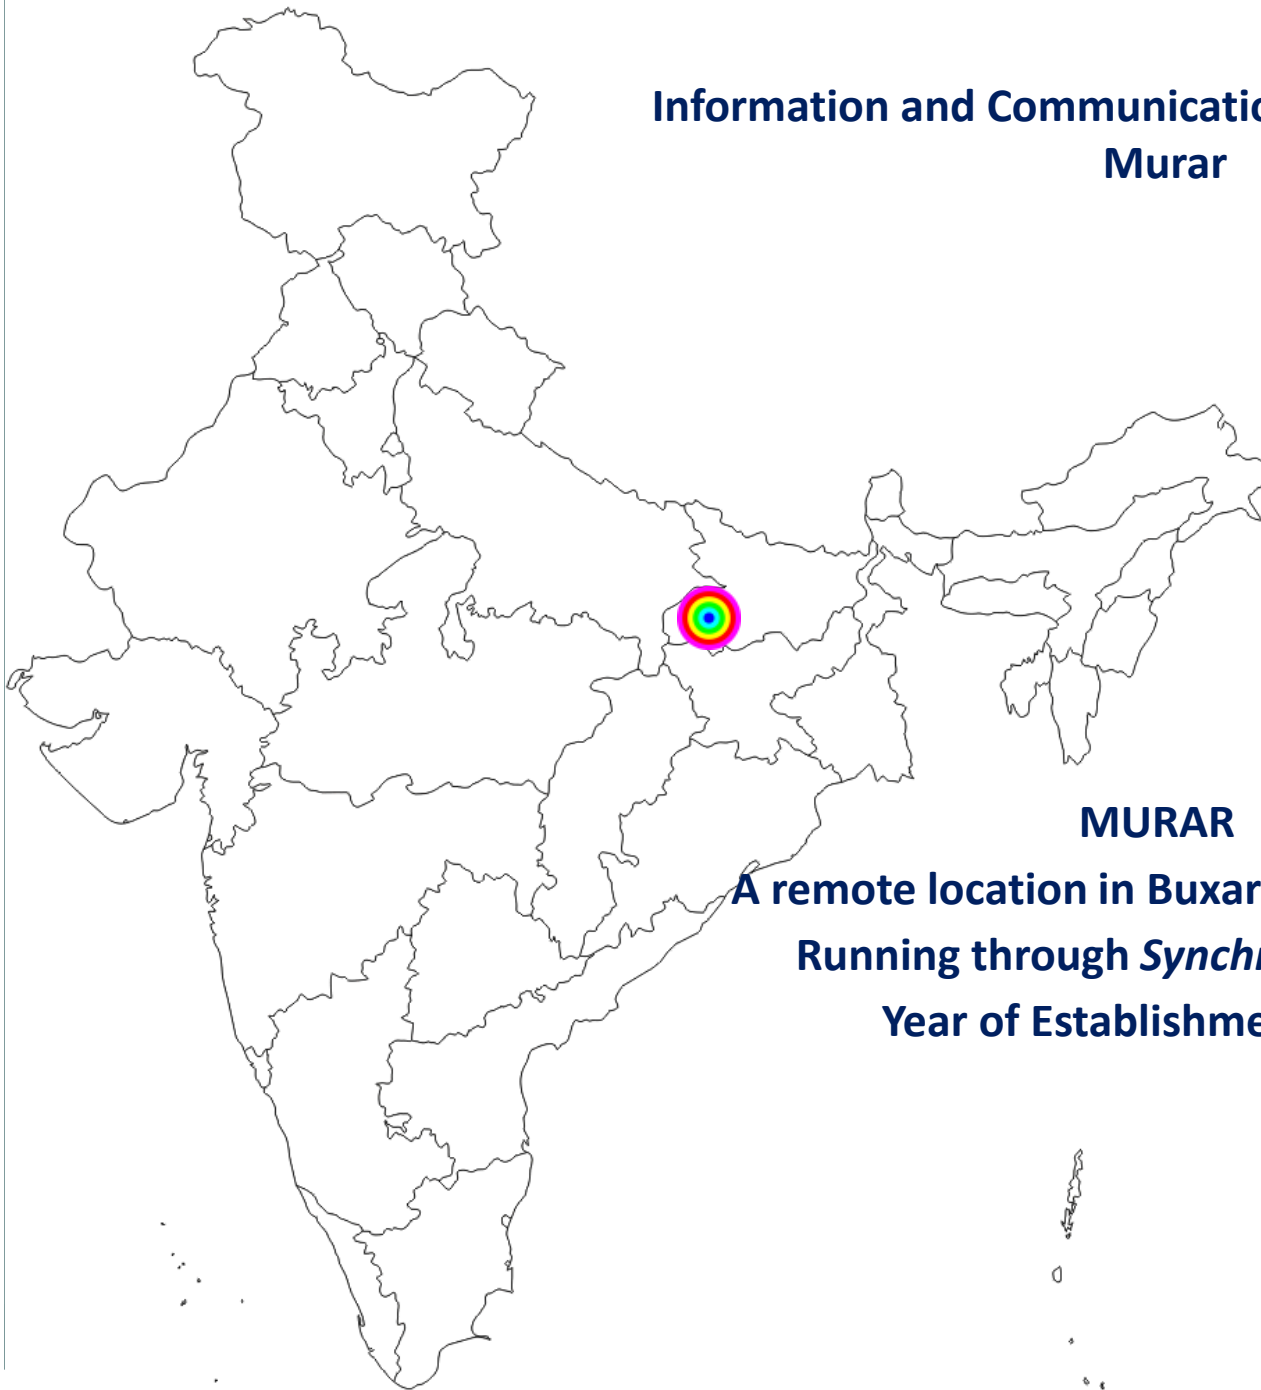 Information and Communicatio
Murar
MURAR
A remote location in Buxar
Running through Synchr
Year of Establishme